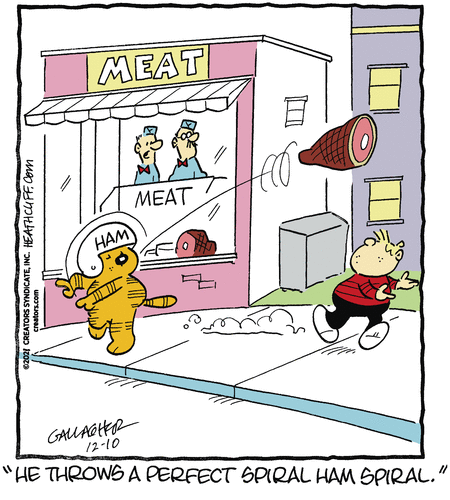 MEAT
MEAT
HAM
©2021 CREATORS SYNDICATE, INC. HEATHCLIFF.COM
creators.com
GALLAGHER
12-10
"HE THROWS A PERFECT SPIRAL HAM SPIRAL."